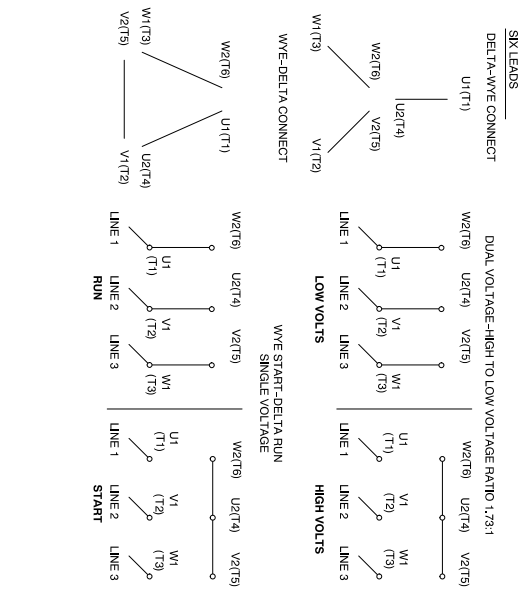 SIX LEADS
DELTA-WYE CONNECT
U1(T1)
U2(T4)
W2(T6)
V2(T5)
W1(T3)
V1(T2)
DUAL VOLTAGE-HIGH TO LOW VOLTAGE RATIO 1.73:1
W2(T6) U2(T4) V2(T5)
U1 V1 W1
(T1) (T2) (T3)
LINE 1 LINE 2 LINE 3
LOW VOLTS
W2(T6) U2(T4) V2(T5)
U1 V1 W1
(T1) (T2) (T3)
LINE 1 LINE 2 LINE 3
HIGH VOLTS
WYE-DELTA CONNECT
W2(T6) U1(T1)
W1(T3) U2(T4)
V2(T5) V1(T2)
WYE START-DELTA RUN
SINGLE VOLTAGE
W2(T6) U2(T4) V2(T5)
U1 V1 W1
(T1) (T2) (T3)
LINE 1 LINE 2 LINE 3
RUN
W2(T6) U2(T4) V2(T5)
U1 V1 W1
(T1) (T2) (T3)
LINE 1 LINE 2 LINE 3
START